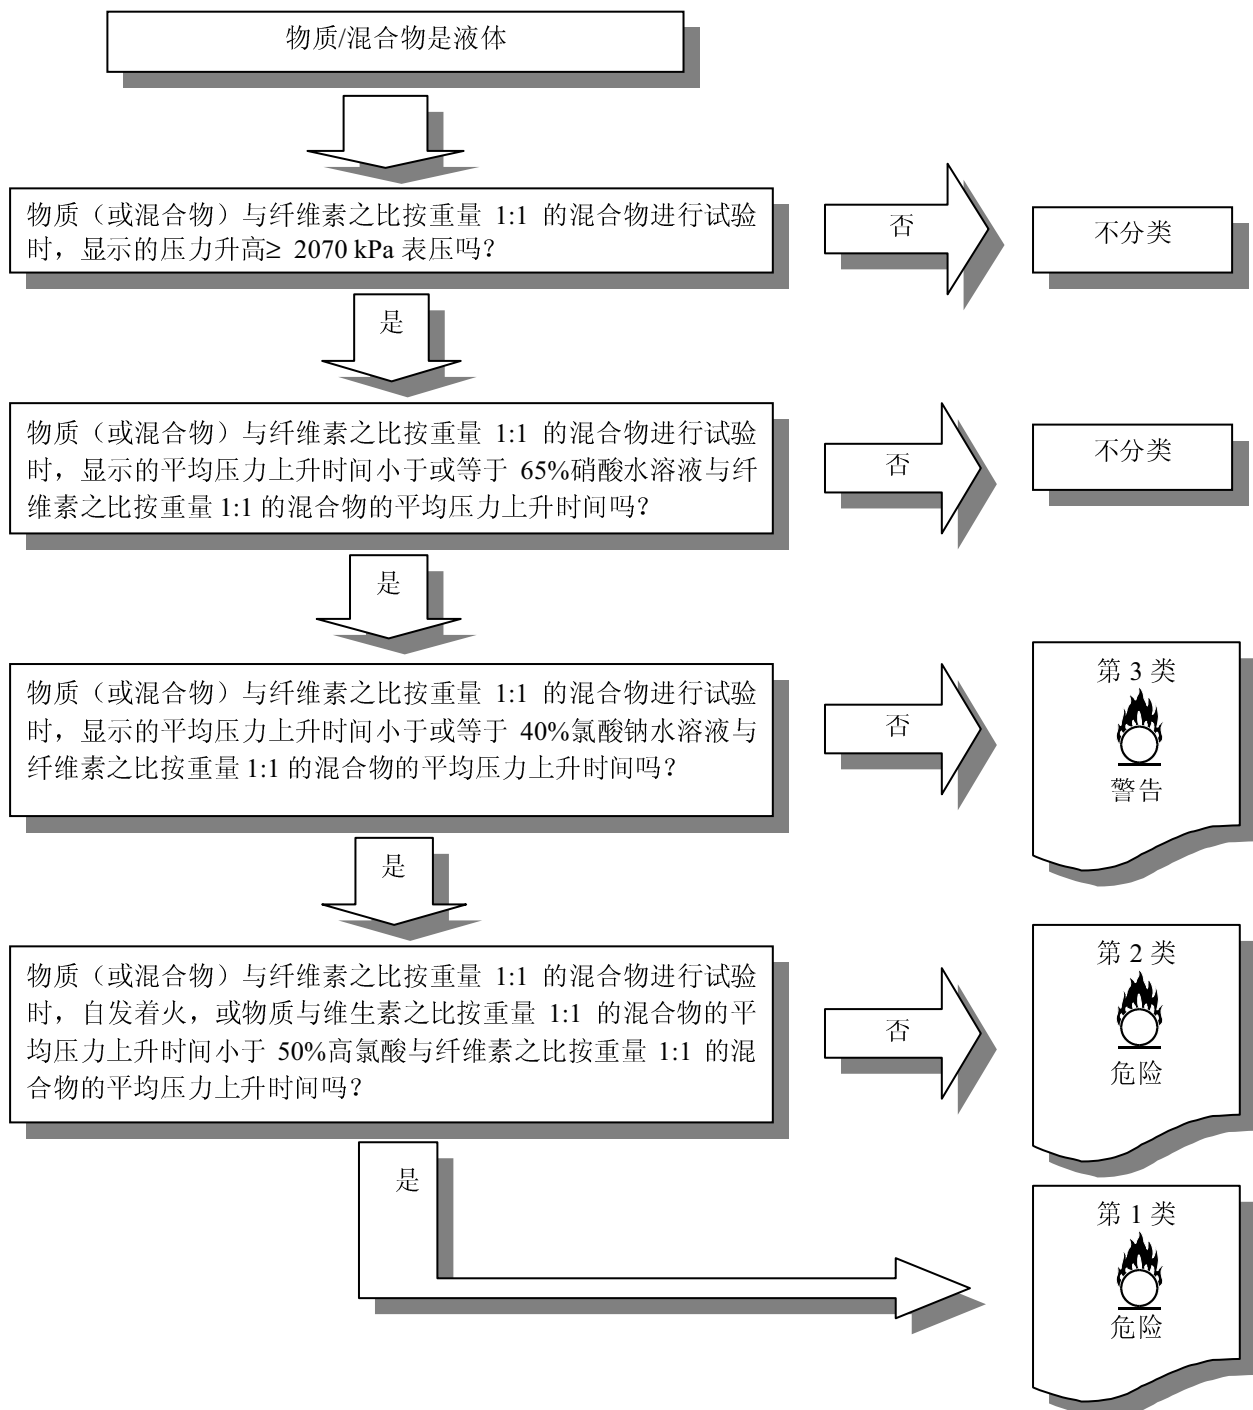 物质/混合物是液体
物质（或混合物）与纤维素之比按重量 1:1 的混合物进行试验
时，显示的压力升高≥ 2070 kPa 表压吗？
否
不分类
是
物质（或混合物）与纤维素之比按重量 1:1 的混合物进行试验
时，显示的平均压力上升时间小于或等于 65%硝酸水溶液与纤
维素之比按重量 1:1 的混合物的平均压力上升时间吗？
否
不分类
是
物质（或混合物）与纤维素之比按重量 1:1 的混合物进行试验
时，显示的平均压力上升时间小于或等于 40%氯酸钠水溶液与
纤维素之比按重量 1:1 的混合物的平均压力上升时间吗？
否
第 3 类
警告
是
物质（或混合物）与纤维素之比按重量 1:1 的混合物进行试验
时，自发着火，或物质与维生素之比按重量 1:1 的混合物的平
均压力上升时间小于 50%高氯酸与纤维素之比按重量 1:1 的混
合物的平均压力上升时间吗？
否
第 2 类
危险
是
第 1 类
危险